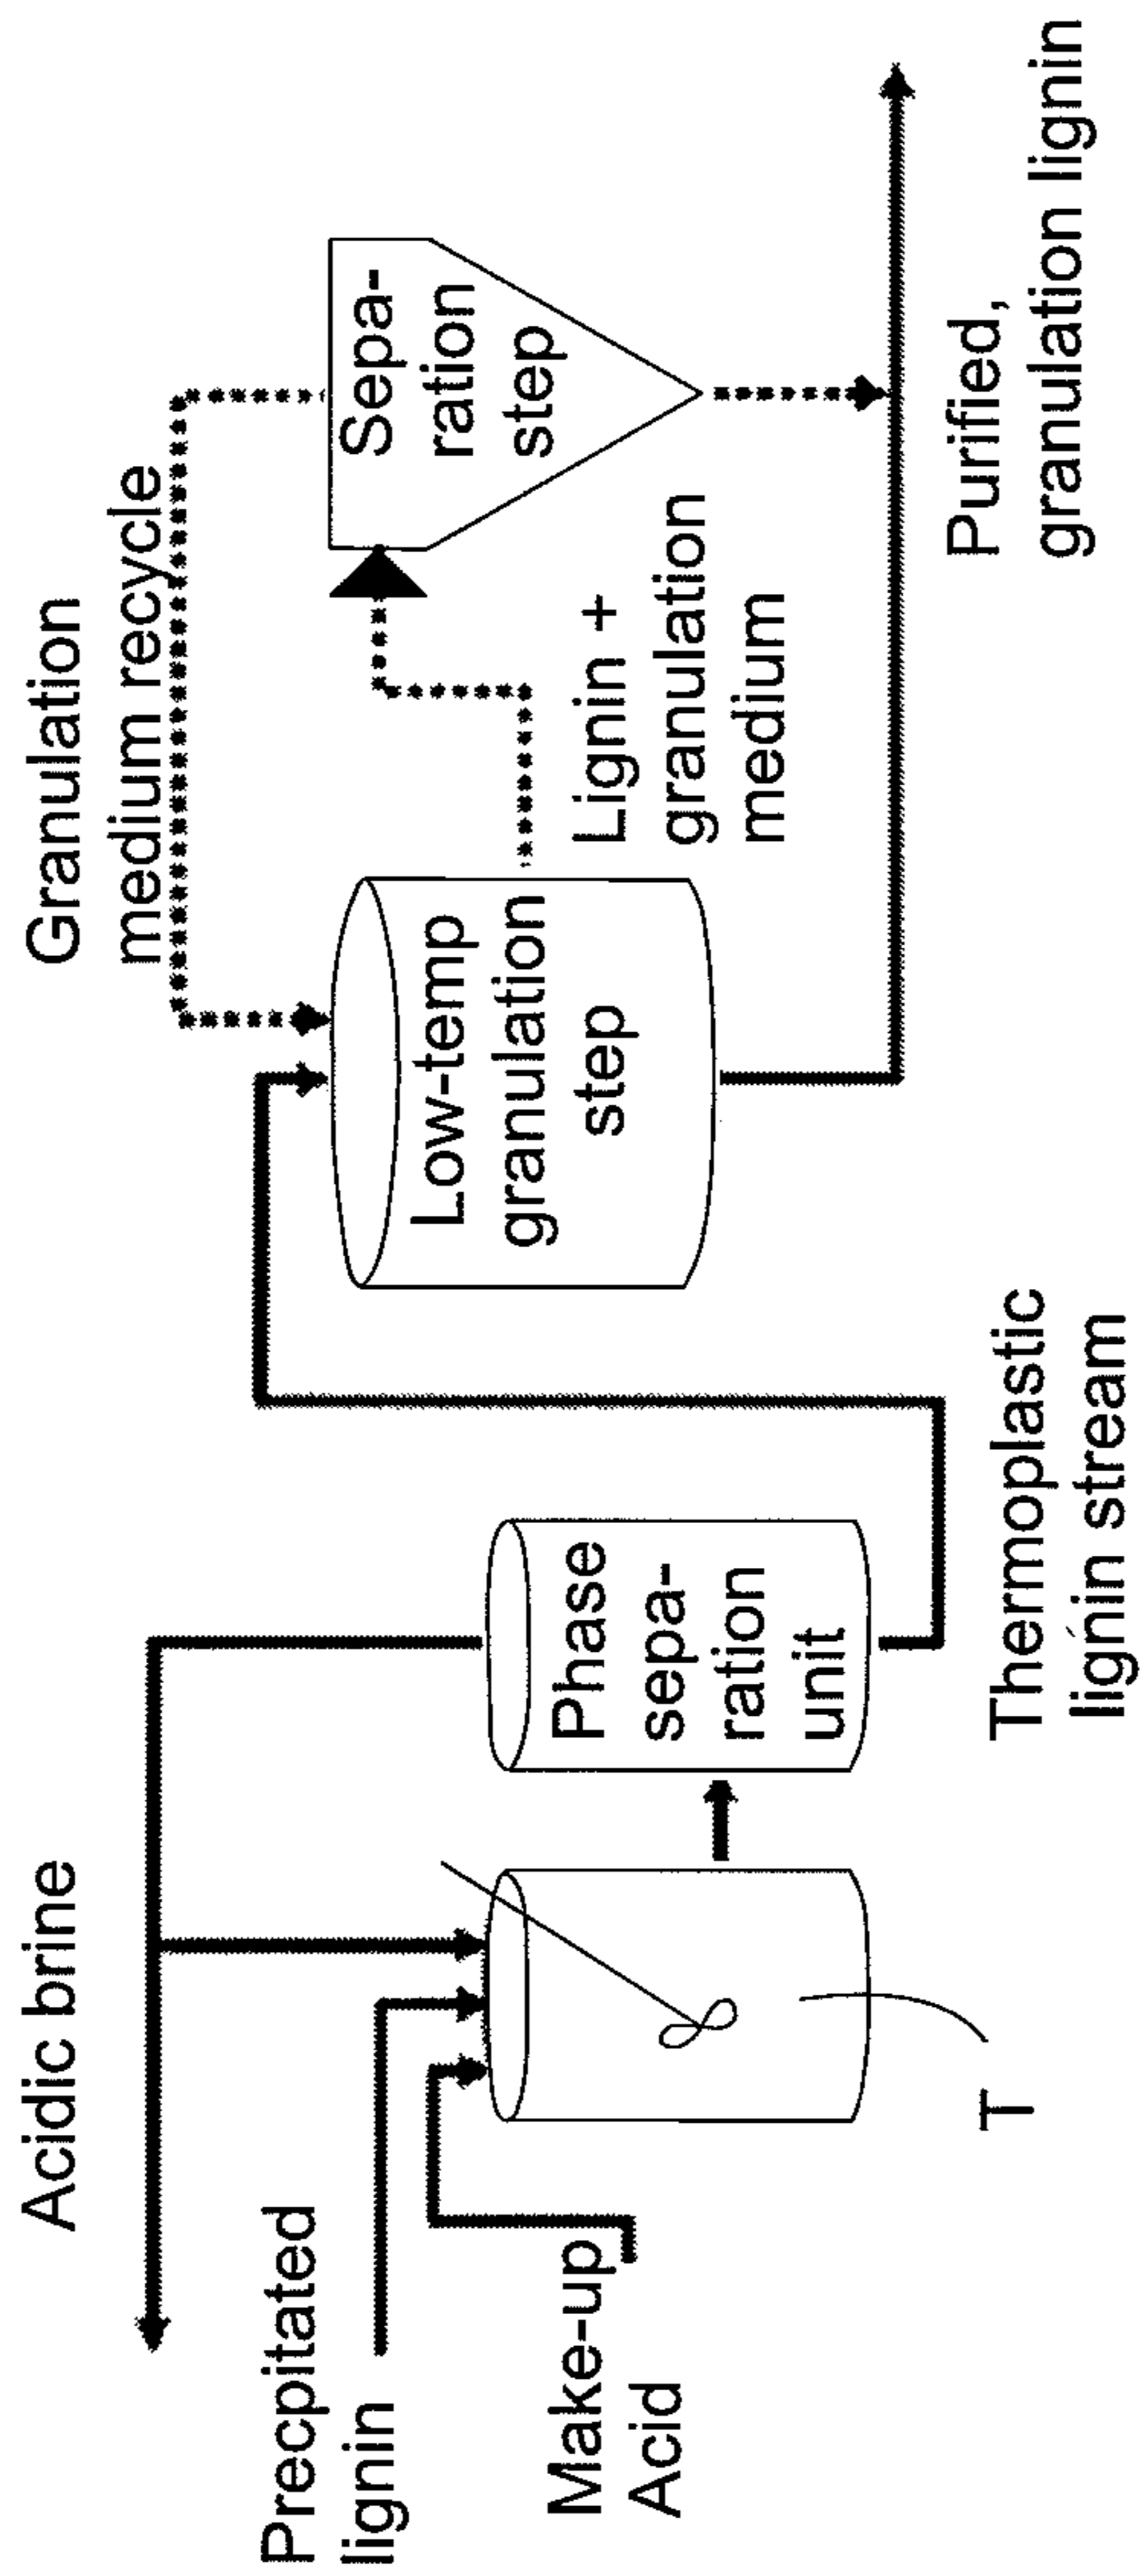 Acidic brine
Precpitated
lignin
Make-up
Acid
T
Phase
sepa-
ration
unit
Thermoplastic
lignin stream
Granulation
medium recycle
Low-temp
granulation
step
Lignin +
granulation
medium
Sepa-
ration
step
Purified,
granulation lignin